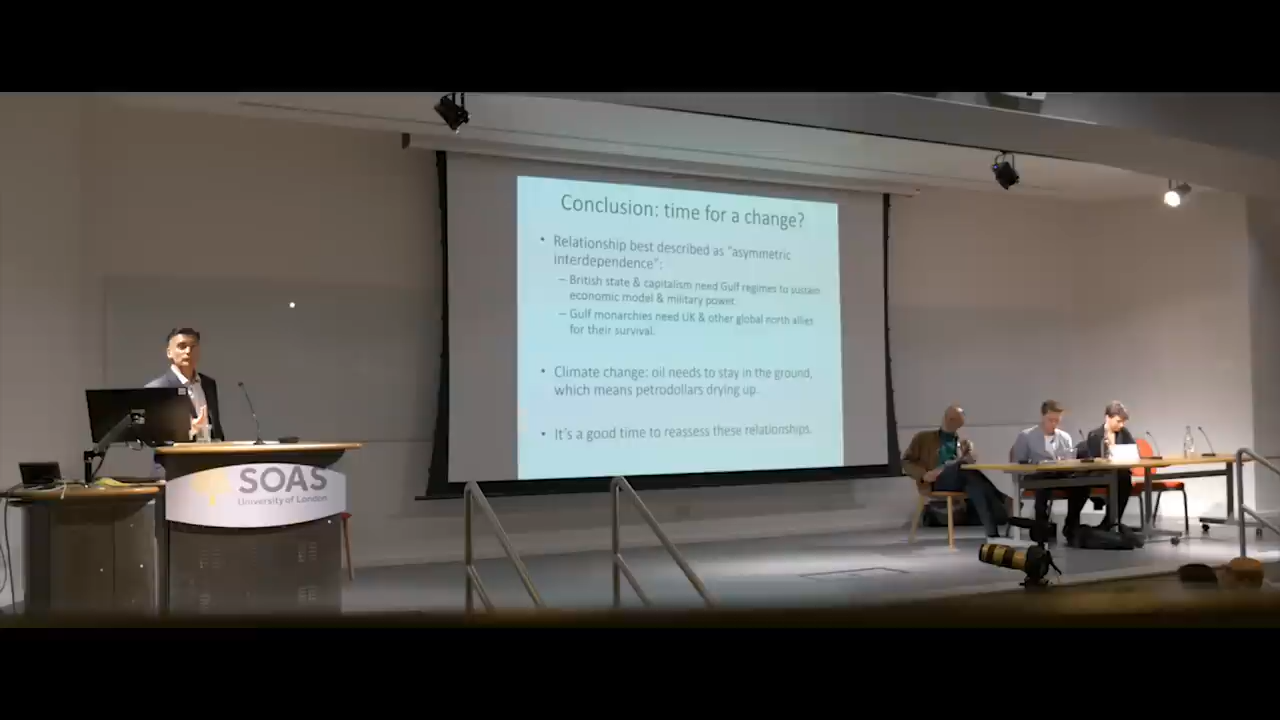 Conclusion: time for a change?
• Relationship best described as "asymmetric
interdependence":
– British state & capitalism need Gulf regimes to sustain
economic model & military power.
– Gulf monarchies need UK & other global north allies
for their survival.
• Climate change: oil needs to stay in the ground,
which means petrodollars drying up.
• It's a good time to reassess these relationships.
SOAS
University of London